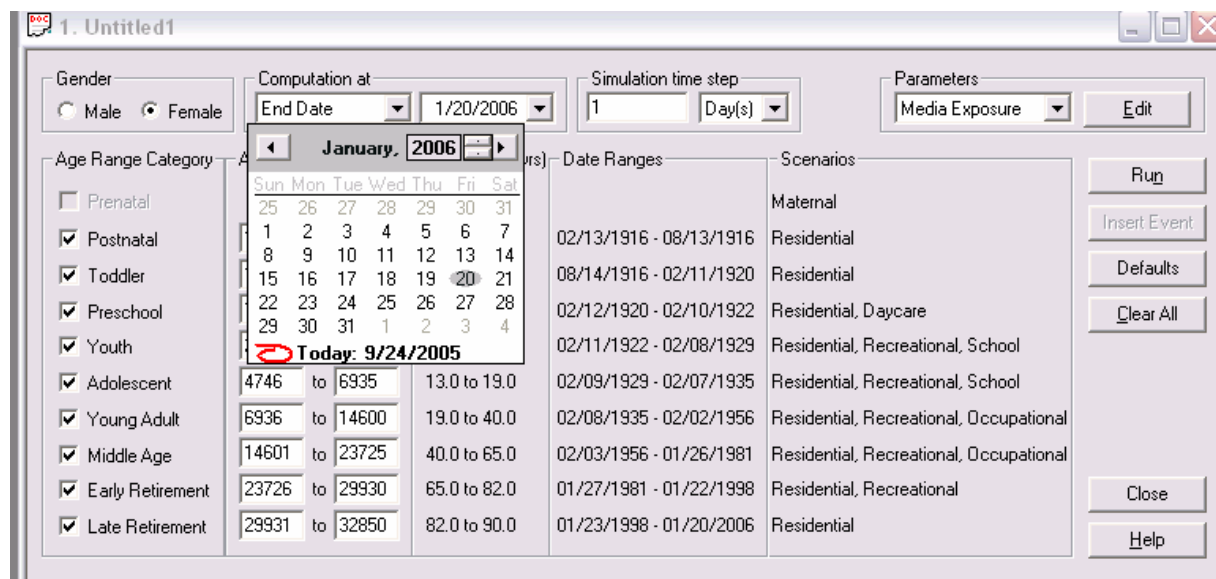 1. Untitled1
Gender Computation at Simulation time step Parameters
Male Female End Date 1/20/2006 1 Day(s) Media Exposure Edit
January, 2006
Sun Mon Tue Wed Thu Fri Sat
25 26 27 28 29 30 31
1 2 3 4 5 6 7
8 9 10 11 12 13 14
15 16 17 18 19 20 21
22 23 24 25 26 27 28
29 30 31 1 2 3 4
Today: 9/24/2005
Age Range Category Date Ranges Scenarios
Run
Prenatal Maternal
Insert Event
Postnatal 02/13/1916 - 08/13/1916 Residential
Toddler 08/14/1916 - 02/11/1920 Residential Defaults
Preschool 02/12/1920 - 02/10/1922 Residential, Daycare Clear All
Youth 02/11/1922 - 02/08/1929 Residential, Recreational, School
Adolescent 4746 to 6935 13.0 to 19.0 02/09/1929 - 02/07/1935 Residential, Recreational, School
Young Adult 6936 to 14600 19.0 to 40.0 02/08/1935 - 02/02/1956 Residential, Recreational, Occupational
Middle Age 14601 to 23725 40.0 to 65.0 02/03/1956 - 01/26/1981 Residential, Recreational, Occupational
Early Retirement 23726 to 29930 65.0 to 82.0 01/27/1981 - 01/22/1998 Residential, Recreational Close
Late Retirement 29931 to 32850 82.0 to 90.0 01/23/1998 - 01/20/2006 Residential
Help